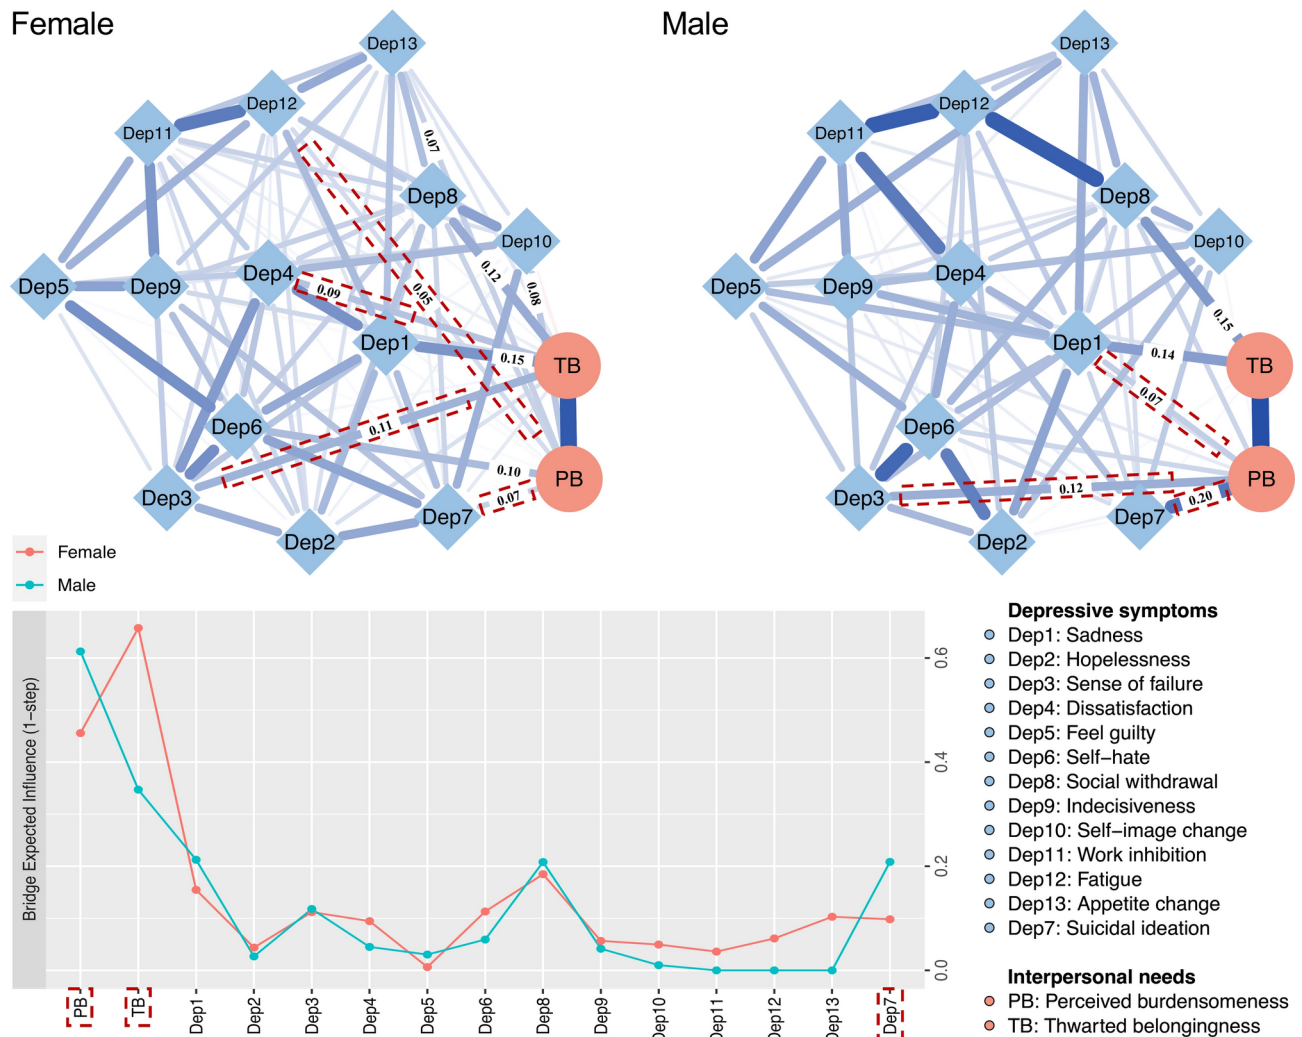 Female
Male
Dep13
Dep12
Dep11
0.07
Dep8
Dep10
Dep4
Dep5
Dep9
0.12
0.09
0.05
0.08
Dep1
0.15
TB
Dep6
0.11
0.10
PB
Dep3
0.07
Dep7
Dep2
Dep13
Dep12
Dep11
Dep8
Dep10
Dep4
Dep5
Dep9
0.15
Dep1
0.14
TB
0.07
Dep6
PB
Dep3
0.12
0.20
Dep7
Dep2
Female
Male
Bridge Expected Influence (1−step)
0.6
0.4
0.2
0.0
PB
TB
Dep1
Dep2
Dep3
Dep4
Dep5
Dep6
Dep8
Dep9
Dep10
Dep11
Dep12
Dep13
Dep7
Depressive symptoms
Dep1: Sadness
Dep2: Hopelessness
Dep3: Sense of failure
Dep4: Dissatisfaction
Dep5: Feel guilty
Dep6: Self−hate
Dep8: Social withdrawal
Dep9: Indecisiveness
Dep10: Self−image change
Dep11: Work inhibition
Dep12: Fatigue
Dep13: Appetite change
Dep7: Suicidal ideation
Interpersonal needs
PB: Perceived burdensomeness
TB: Thwarted belongingness